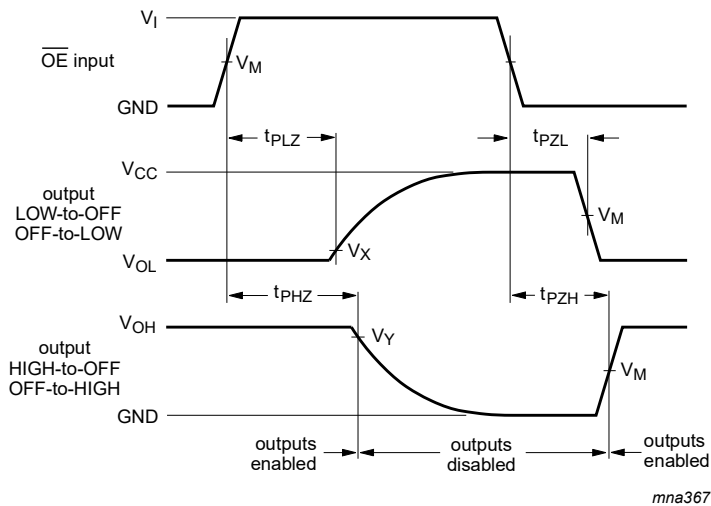 V_I
OE input
V_M
GND
t_PLZ
t_PZL
V_CC
output
LOW-to-OFF
OFF-to-LOW
V_M
V_X
V_OL
t_PHZ
t_PZH
V_OH
V_Y
output
HIGH-to-OFF
OFF-to-HIGH
V_M
GND
outputs
enabled
outputs
disabled
outputs
enabled
mna367